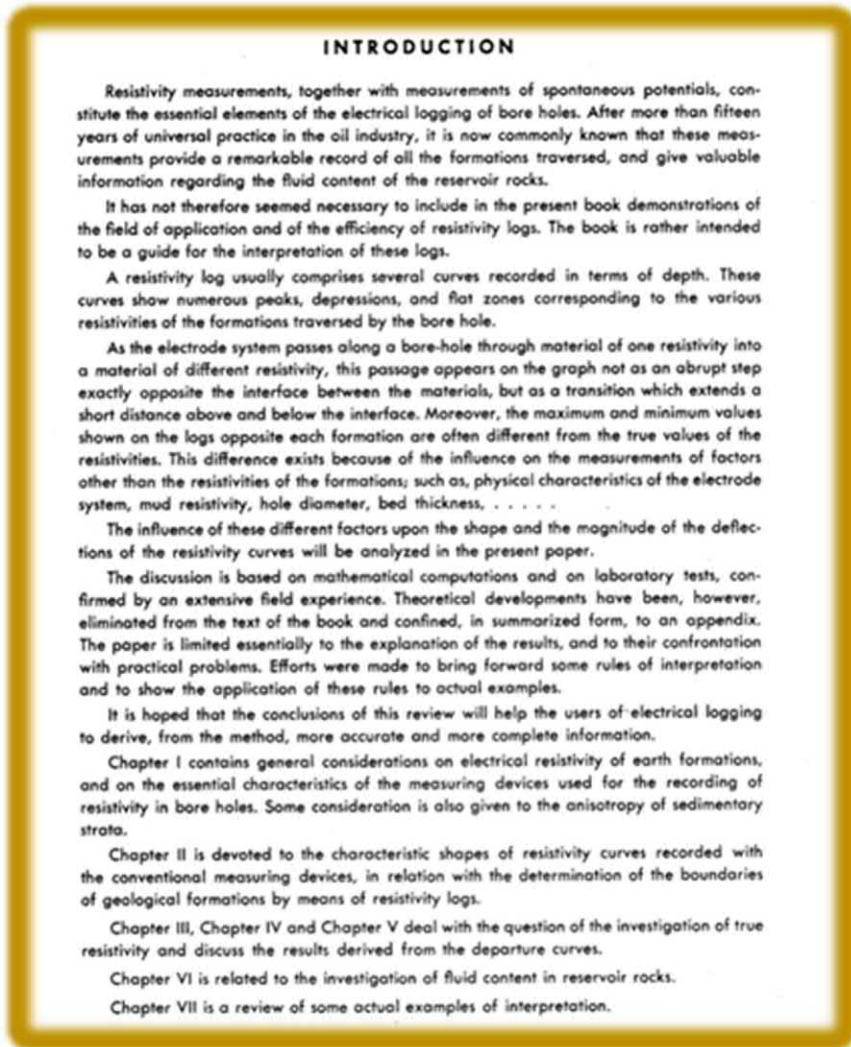 INTRODUCTION
Resistivity measurements, together with measurements of spontaneous potentials, con-
stitute the essential elements of the electrical logging of bore holes. After more than fifteen
years of universal practice in the oil industry, it is now commonly known that these meas-
urements provide a remarkable record of all the formations traversed, and give valuable
information regarding the fluid content of the reservoir rocks.
It has not therefore seemed necessary to include in the present book demonstrations of
the field of application and of the efficiency of resistivity logs. The book is rather intended
to be a guide for the interpretation of these logs.
A resistivity log usually comprises several curves recorded in terms of depth. These
curves show numerous peaks, depressions, and flat zones corresponding to the various
resistivities of the formations traversed by the bore hole.
As the electrode system passes along a bore-hole through material of one resistivity into
a material of different resistivity, this passage appears on the graph not as an abrupt step
exactly opposite the interface between the materials, but as a transition which extends a
short distance above and below the interface. Moreover, the maximum and minimum values
shown on the logs opposite each formation are often different from the true values of the
resistivities. This difference exists because of the influence on the measurements of factors
other than the resistivities of the formations; such as, physical characteristics of the electrode
system, mud resistivity, hole diameter, bed thickness, . . . . .
The influence of these different factors upon the shape and the magnitude of the deflec-
tions of the resistivity curves will be analyzed in the present paper.
The discussion is based on mathematical computations and on laboratory tests, con-
firmed by an extensive field experience. Theoretical developments have been, however,
eliminated from the text of the book and confined, in summarized form, to an appendix.
The paper is limited essentially to the explanation of the results, and to their confrontation
with practical problems. Efforts were made to bring forward some rules of interpretation
and to show the application of these rules to actual examples.
It is hoped that the conclusions of this review will help the users of electrical logging
to derive, from the method, more accurate and more complete information.
Chapter I contains general considerations on electrical resistivity of earth formations,
and on the essential characteristics of the measuring devices used for the recording of
resistivity in bore holes. Some consideration is also given to the anisotropy of sedimentary
strata.
Chapter II is devoted to the characteristic shapes of resistivity curves recorded with
the conventional measuring devices, in relation with the determination of the boundaries
of geological formations by means of resistivity logs.
Chapter III, Chapter IV and Chapter V deal with the question of the investigation of true
resistivity and discuss the results derived from the departure curves.
Chapter VI is related to the investigation of fluid content in reservoir rocks.
Chapter VII is a review of some actual examples of interpretation.